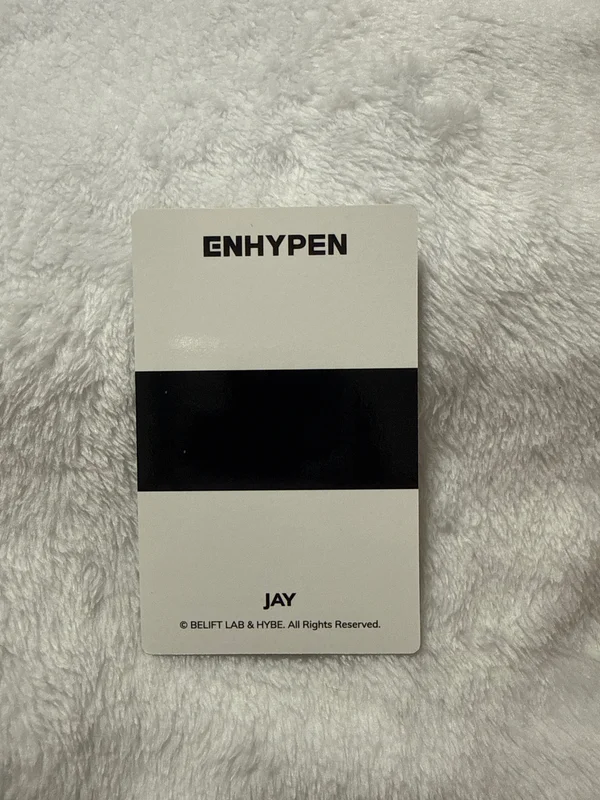 ENHYPEN
JAY
© BELIFT LAB & HYBE. All Rights Reserved.